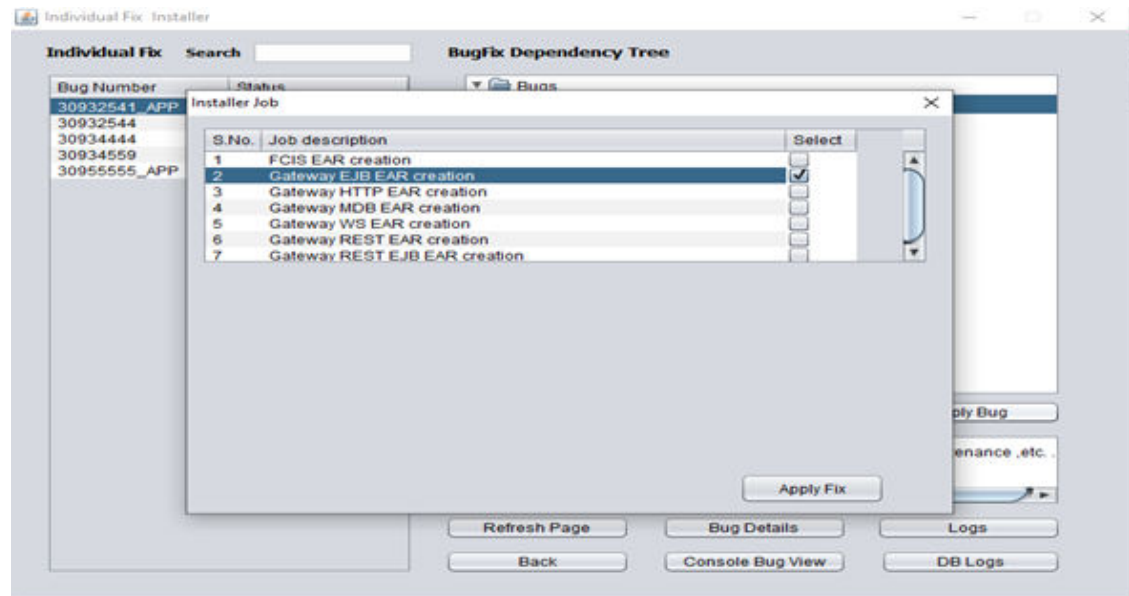 Individual Fix Installer
Individual Fix Search
BugFix Dependency Tree
Bug Number Status
Bugs
30932541_APP
30932544
30934444
30934559
30955555_APP
Installer Job
S.No. Job description Select
1 FCIS EAR creation
2 Gateway EJB EAR creation
3 Gateway HTTP EAR creation
4 Gateway MDB EAR creation
5 Gateway WS EAR creation
6 Gateway REST EAR creation
7 Gateway REST EJB EAR creation
Apply Fix
ply Bug
enance ,etc. .
Refresh Page Bug Details Logs
Back Console Bug View DB Logs